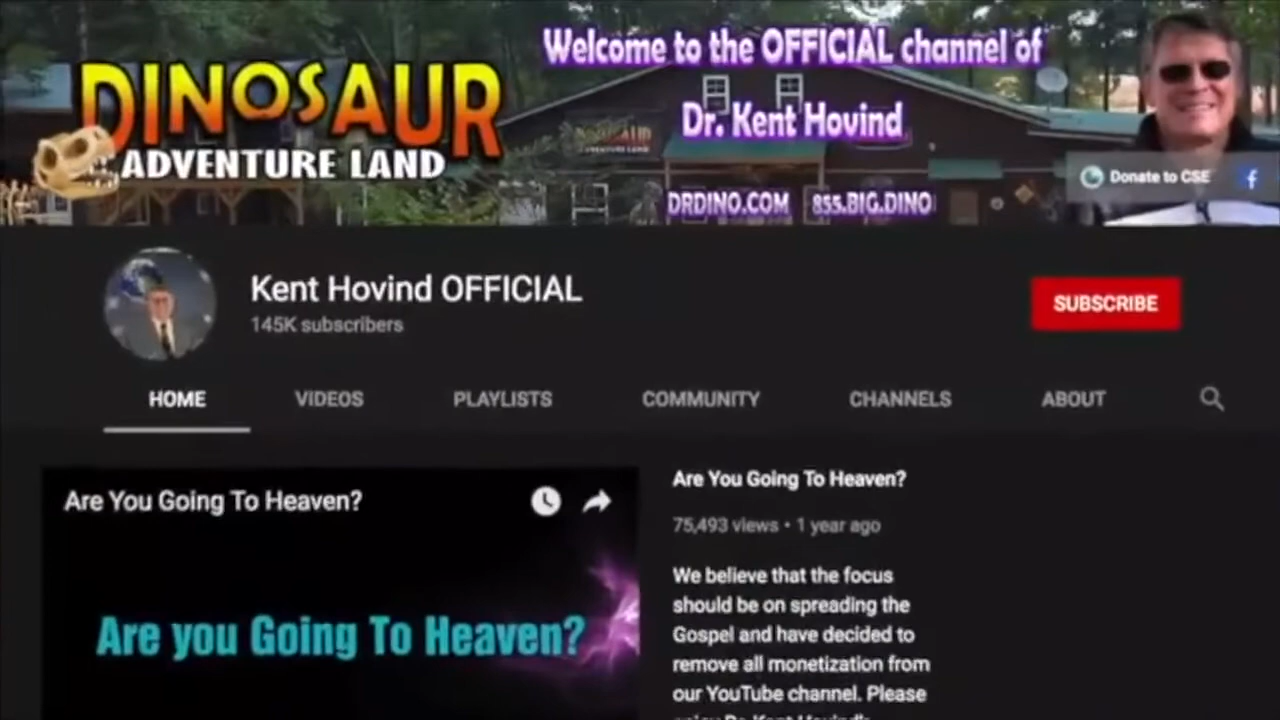 Welcome to the OFFICIAL channel of
DINOSAUR
ADVENTURE LAND
Dr. Kent Hovind
Donate to CSE
DRDINO.COM 855.BIG.DINO
Kent Hovind OFFICIAL
145K subscribers
SUBSCRIBE
HOME VIDEOS PLAYLISTS COMMUNITY CHANNELS ABOUT
Are You Going To Heaven?
Are you Going To Heaven?
Are You Going To Heaven?
75,493 views • 1 year ago
We believe that the focus
should be on spreading the
Gospel and have decided to
remove all monetization from
our YouTube channel. Please